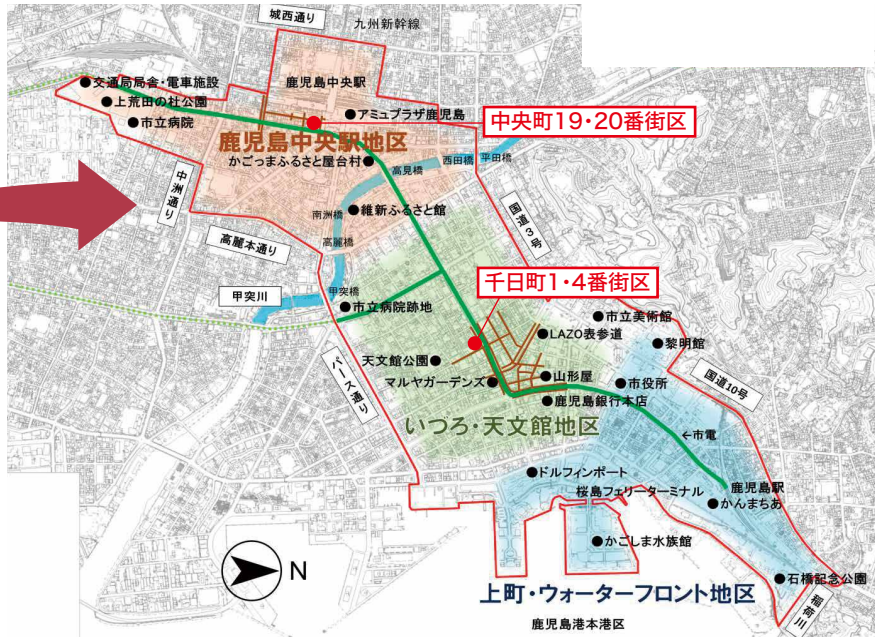 城西通り
九州新幹線
●交通局局舎・電車施設
鹿児島中央駅
●上荒田の杜公園
●アミュプラザ鹿児島
●市立病院
中央町19・20番街区
鹿児島中央駅地区
かごっまふるさと屋台村●
西田橋
平田橋
高見橋
中洲通り
南洲橋
●維新ふるさと館
国道3号
高麗本通り
高麗橋
千日町1・4番街区
甲突川
甲突橋
●市立病院跡地
●市立美術館
●LAZO表参道
●黎明館
天文館公園●
パース通り
マルヤガーデンズ●
●山形屋
●市役所
国道10号
●鹿児島銀行本店
いづろ・天文館地区
←市電
●ドルフィンポート
鹿児島駅
桜島フェリーターミナル
●かんまちあ
●かごしま水族館
N
●石橋記念公園
上町・ウォーターフロント地区
稲荷川
鹿児島港本港区